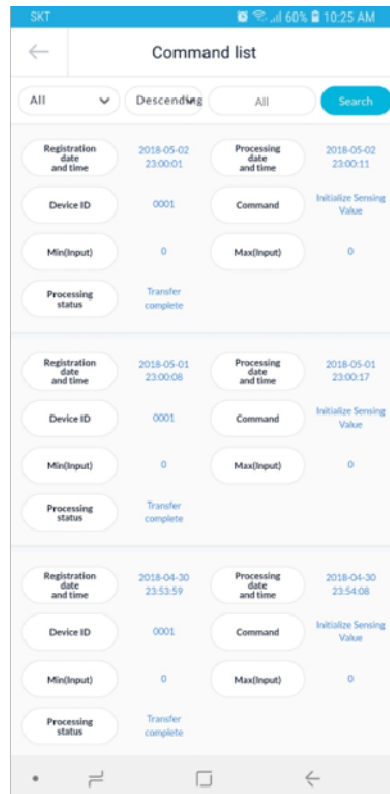 SKT 60% 10:25 AM
Command list
All Descending All Search
Registration date and time 2018-05-02 23:00:01 Processing date and time 2018-05-02 23:00:11
Device ID 0001 Command Initialize Sensing Value
Min(Input) 0 Max(Input) 0
Processing status Transfer complete
Registration date and time 2018-05-01 23:00:08 Processing date and time 2018-05-01 23:00:17
Device ID 0001 Command Initialize Sensing Value
Min(Input) 0 Max(Input) 0
Processing status Transfer complete
Registration date and time 2018-04-30 23:53:59 Processing date and time 2018-04-30 23:54:08
Device ID 0001 Command Initialize Sensing Value
Min(Input) 0 Max(Input) 0
Processing status Transfer complete